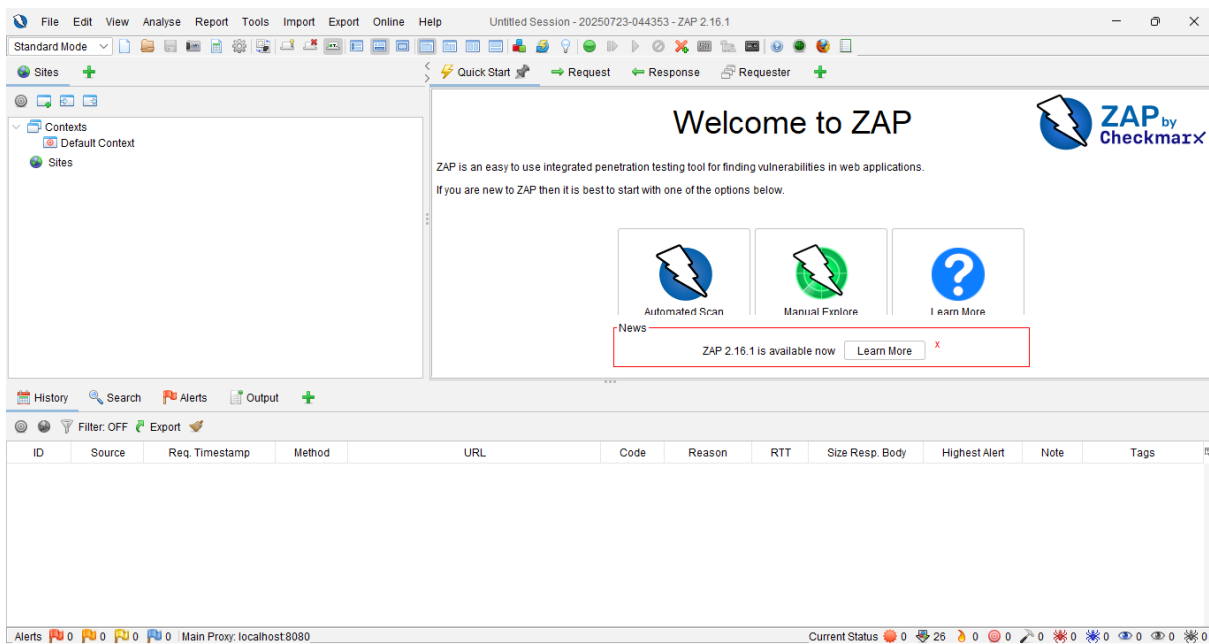 File Edit View Analyse Report Tools Import Export Online Help Untitled Session - 20250723-044353 - ZAP 2.16.1
Standard Mode
Sites
Quick Start Request Response Requester
Contexts
Default Context
Sites
Welcome to ZAP
ZAP by
Checkmarx
ZAP is an easy to use integrated penetration testing tool for finding vulnerabilities in web applications.
If you are new to ZAP then it is best to start with one of the options below.
Automated Scan Manual Explore Learn More
News
ZAP 2.16.1 is available now Learn More x
History Search Alerts Output
Filter: OFF Export
ID Source Req. Timestamp Method URL Code Reason RTT Size Resp. Body Highest Alert Note Tags
Alerts 0 0 0 0 Main Proxy: localhost:8080 Current Status 0 26 0 0 0 0 0 0 0 0